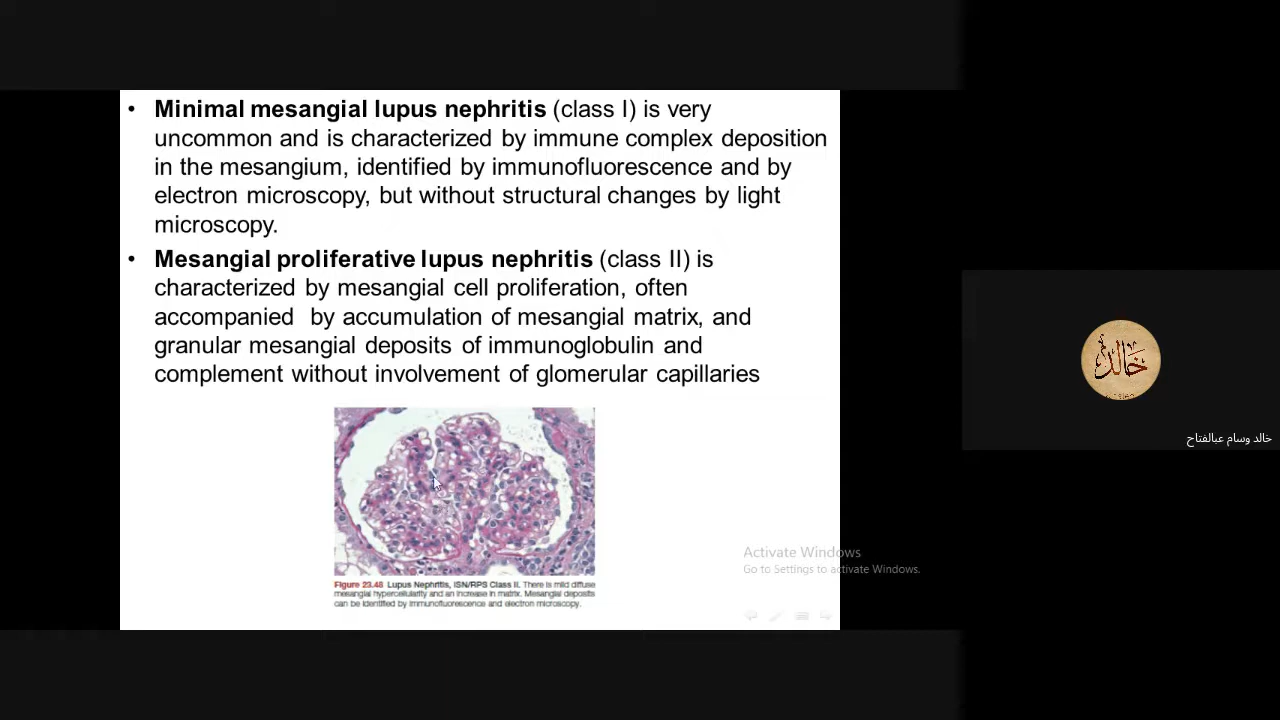 • Minimal mesangial lupus nephritis (class I) is very
uncommon and is characterized by immune complex deposition
in the mesangium, identified by immunofluorescence and by
electron microscopy, but without structural changes by light
microscopy.
• Mesangial proliferative lupus nephritis (class II) is
characterized by mesangial cell proliferation, often
accompanied by accumulation of mesangial matrix, and
granular mesangial deposits of immunoglobulin and
complement without involvement of glomerular capillaries
Figure 23.48 Lupus Nephritis, ISN/RPS Class II. There is mild diffuse
mesangial hypercellularity and an increase in matrix. Mesangial deposits
can be identified by immunofluorescence and electron microscopy.
Activate Windows
Go to Settings to activate Windows.
خالد
خالد وسام عبالفتاح